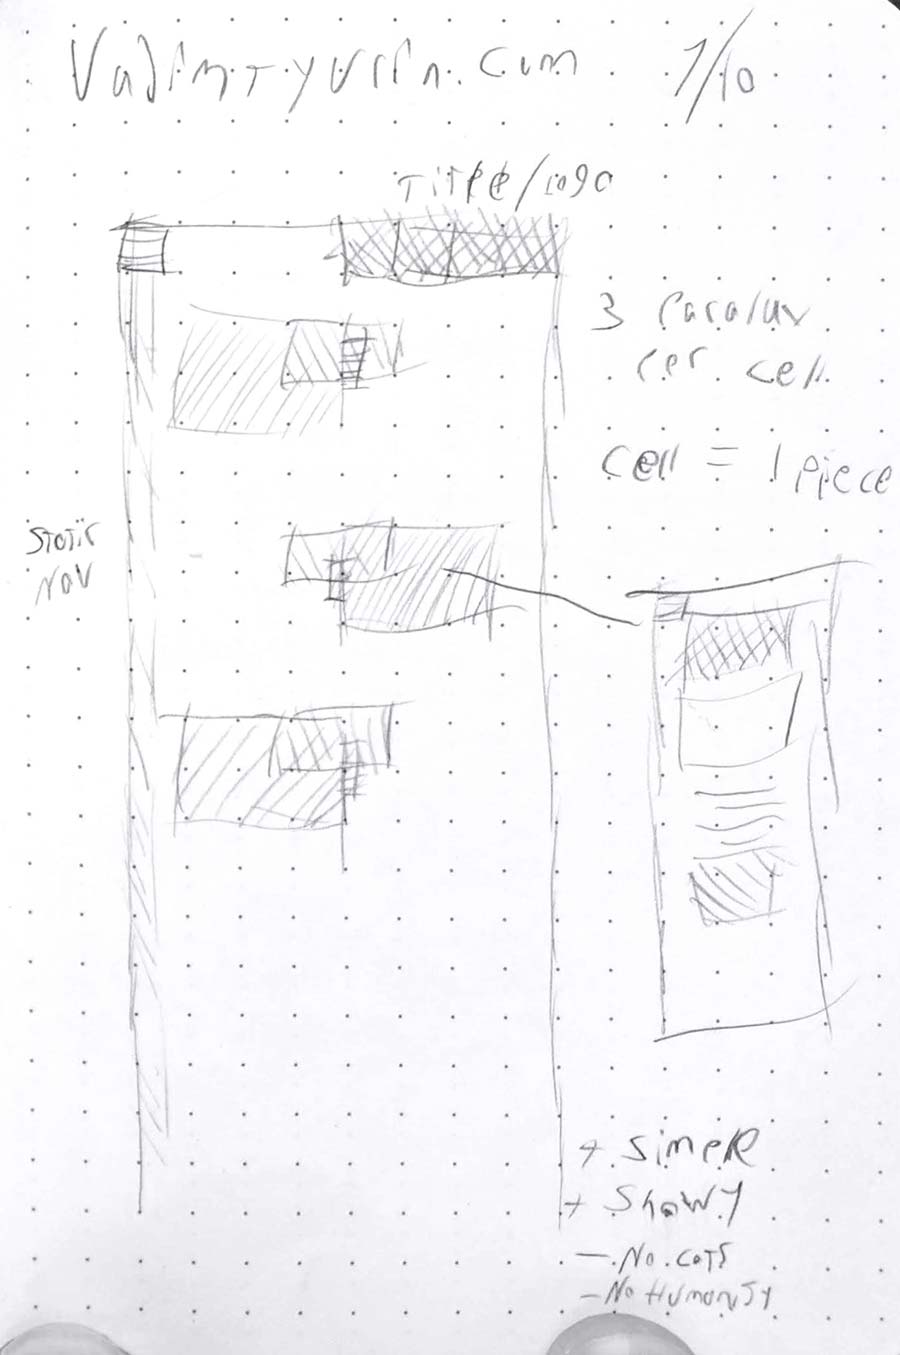 Vadimtyurin.com 1/10
Title/logo
3 Paralax
Per cell
Cell = 1 piece
Static
Nav
+ Simple
+ Showy
- No cats
- No Humanity